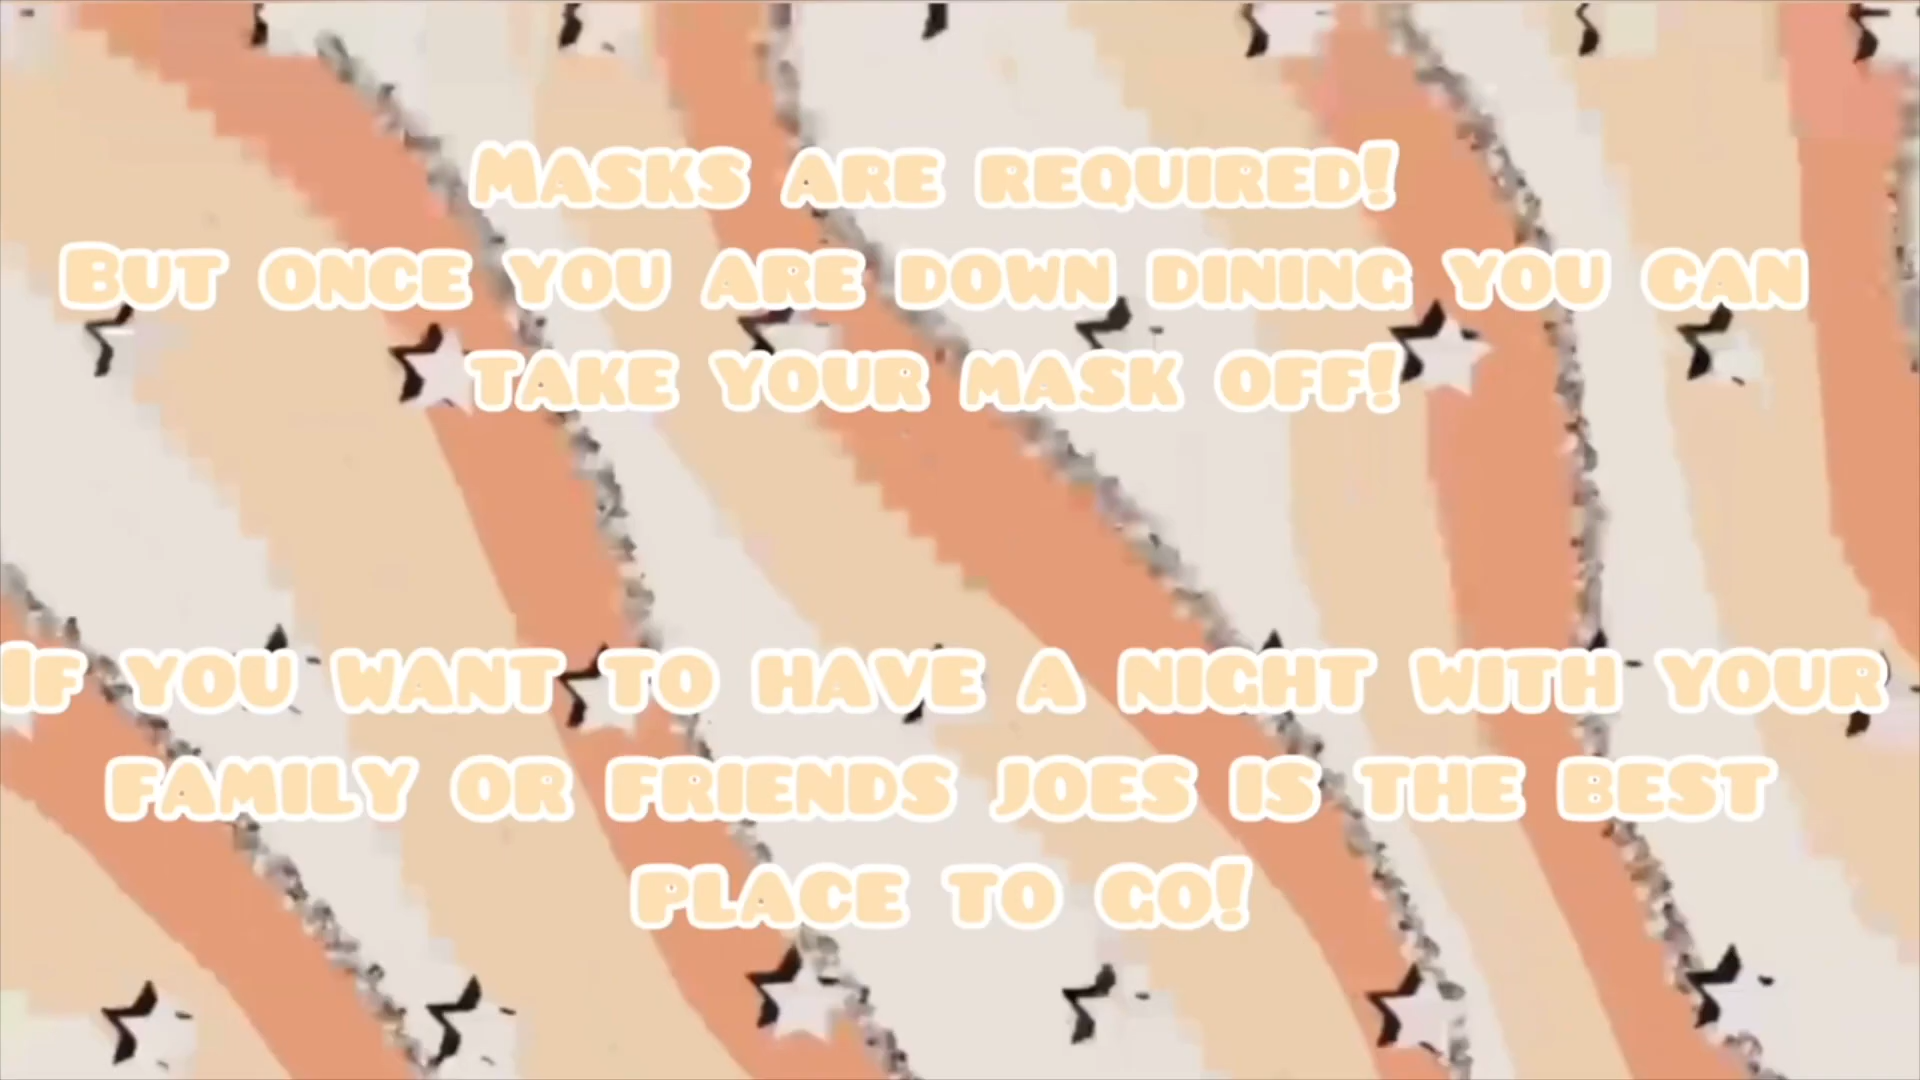 Masks are required!
But once you are down dining you can
take your mask off!
If you want to have a night with your
family or friends joes is the best
place to go!